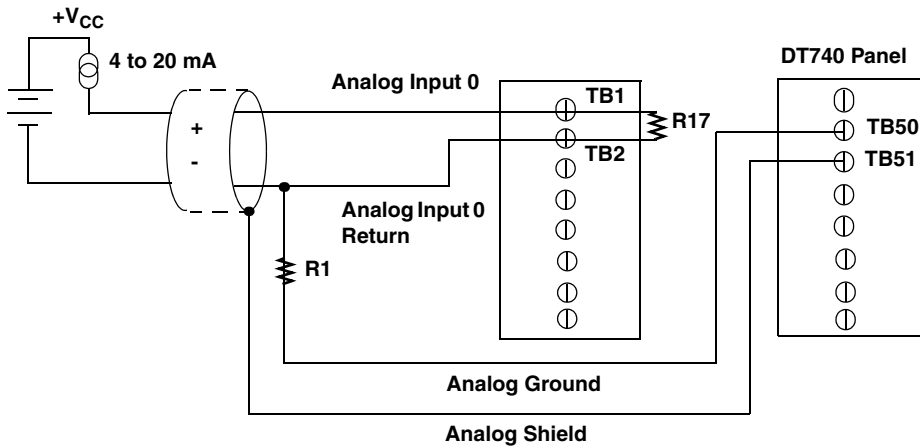 +VCC
4 to 20 mA
DT740 Panel
Analog Input 0
TB1
R17
TB50
+
TB2
TB51
-
Analog Input 0
Return
R1
Analog Ground
Analog Shield